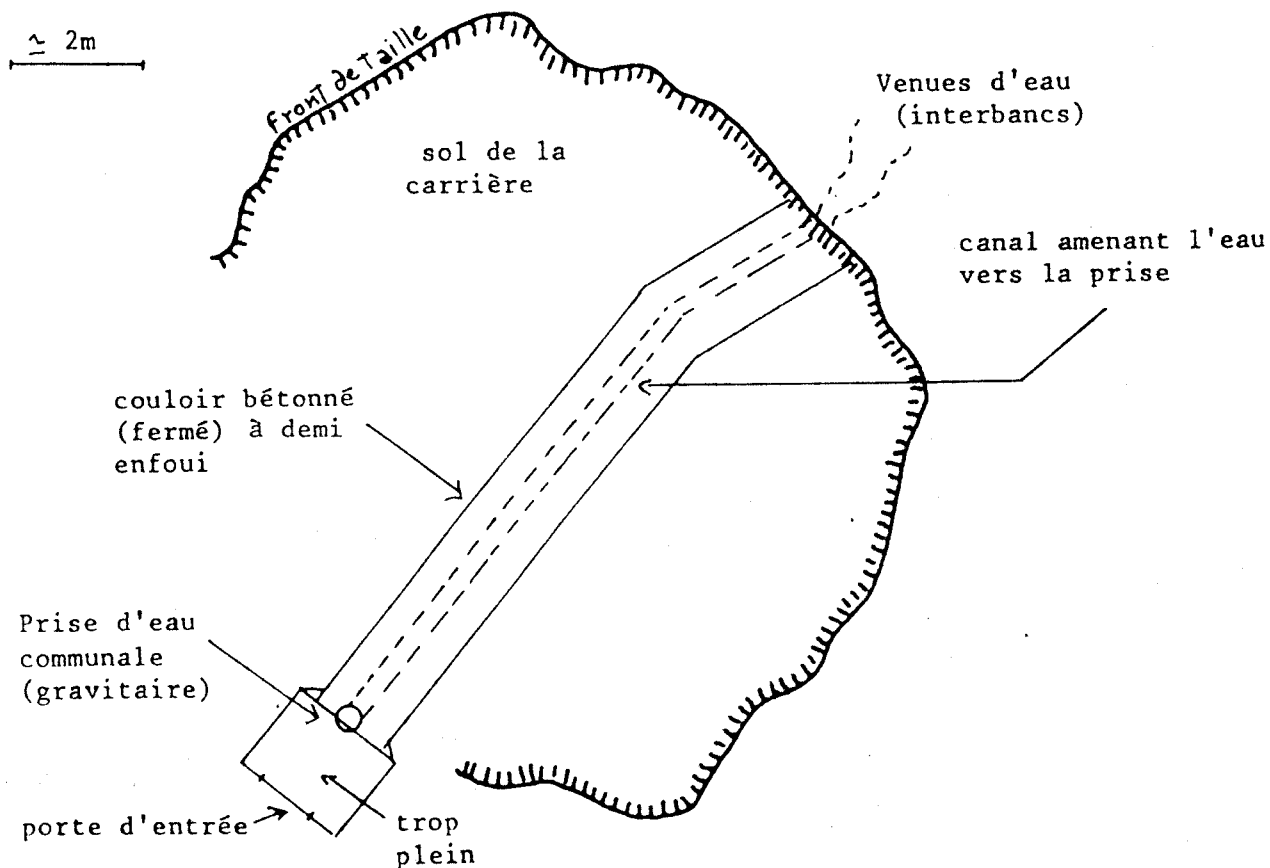 ≃ 2m
front de Taille
Venues d'eau
(interbancs)
sol de la
carrière
canal amenant l'eau
vers la prise
couloir bétonné
(fermé) à demi
enfoui
Prise d'eau
communale
(gravitaire)
porte d'entrée
trop
plein